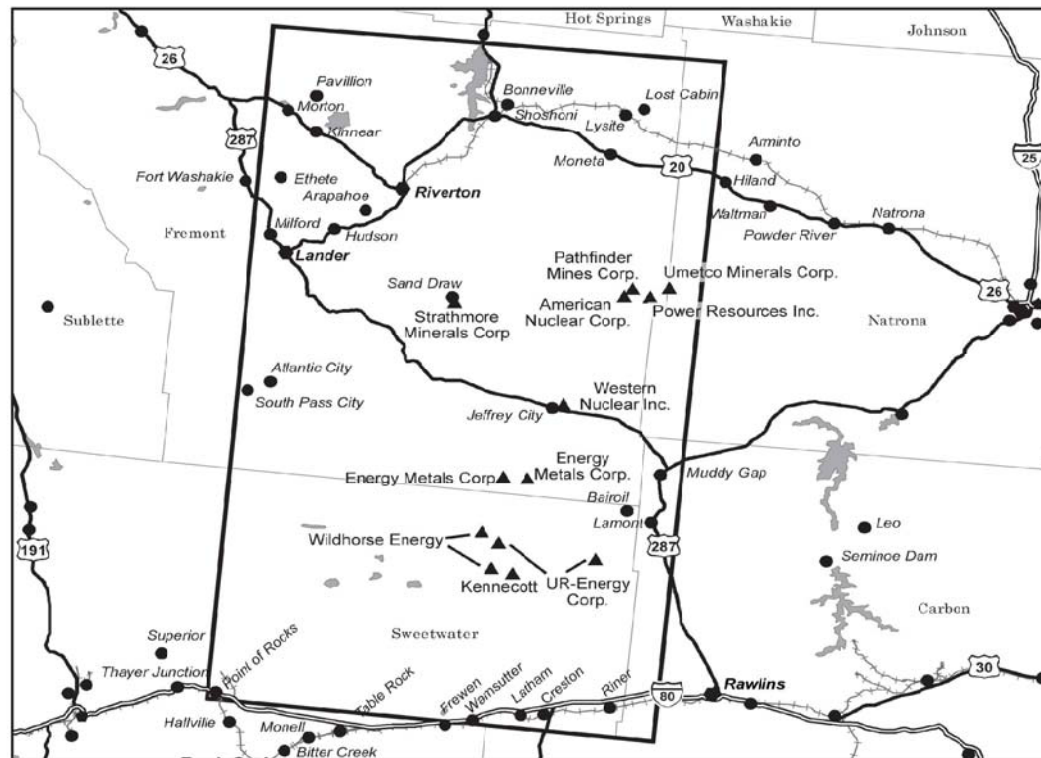 Hot Springs
Washakie
Johnson
26
Pavillion
Bonneville
Lost Cabin
Morton
Shoshoni
Lysite
Kinnear
Arminto
287
Moneta
20
25
Fort Washakie
Ethete
Hiland
Arapahoe
Riverton
Waltman
Natrona
Milford
Hudson
Powder River
Fremont
Lander
Pathfinder
Mines Corp.
Umetco Minerals Corp.
Sand Draw
26
American
Nuclear Corp.
Power Resources Inc.
Strathmore
Minerals Corp
Sublette
Natrona
Atlantic City
South Pass City
Western
Nuclear Inc.
Jeffrey City
Energy
Metals Corp.
Energy Metals Corp
Muddy Gap
Bairoil
Lamont
Leo
Wildhorse Energy
287
191
Seminoe Dam
Kennecott
UR-Energy
Corp.
Carbon
Sweetwater
Superior
Point of Rocks
Thayer Junction
30
Table Rock
Frewen
Wamsutter
Latham
Creston
Riner
80
Rawlins
Hallville
Monell
Bitter Creek